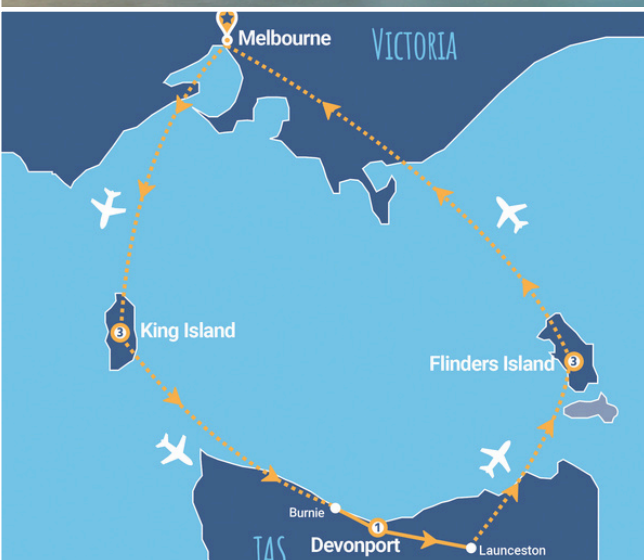 Melbourne
VICTORIA
3
King Island
Flinders Island
3
Burnie
1
TAS
Devonport
Launceston